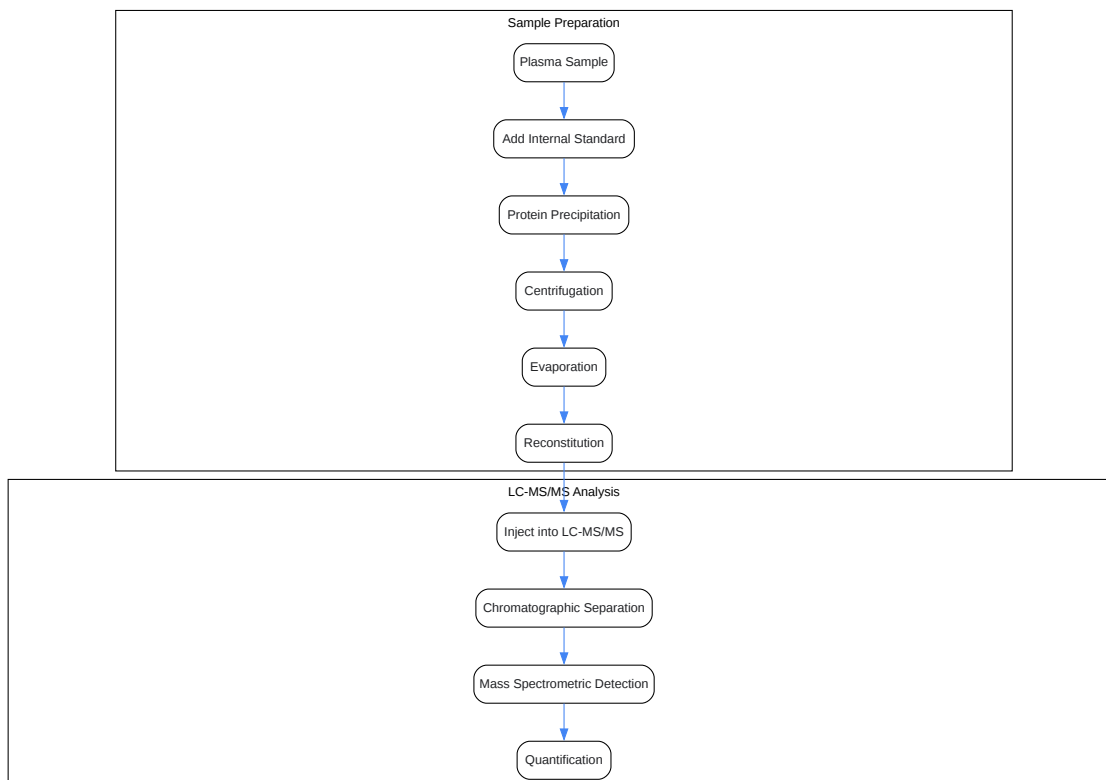 Sample Preparation
Plasma Sample
Add Internal Standard
Protein Precipitation
Centrifugation
Evaporation
Reconstitution
LC-MS/MS Analysis
Inject into LC-MS/MS
Chromatographic Separation
Mass Spectrometric Detection
Quantification